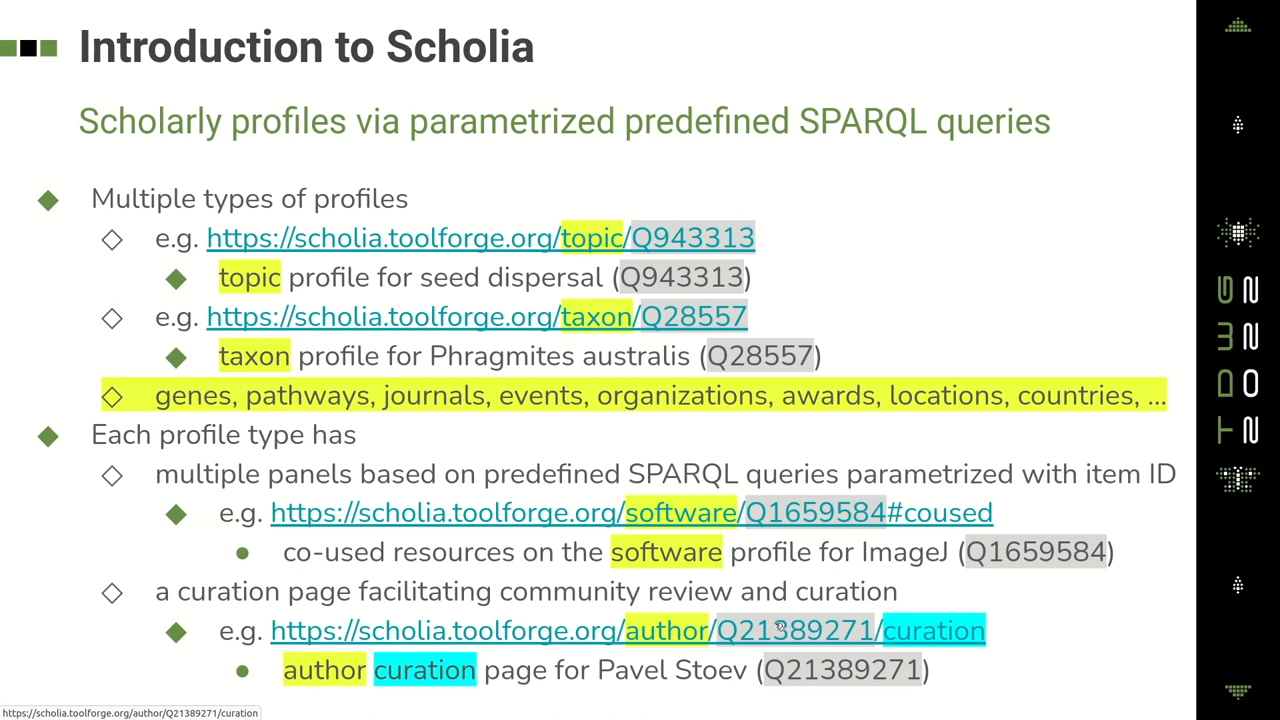 Introduction to Scholia
Scholarly profiles via parametrized predefined SPARQL queries
Multiple types of profiles
e.g. https://scholia.toolforge.org/topic/Q943313
topic profile for seed dispersal (Q943313)
e.g. https://scholia.toolforge.org/taxon/Q28557
taxon profile for Phragmites australis (Q28557)
genes, pathways, journals, events, organizations, awards, locations, countries, ...
Each profile type has
multiple panels based on predefined SPARQL queries parametrized with item ID
e.g. https://scholia.toolforge.org/software/Q1659584#coused
co-used resources on the software profile for ImageJ (Q1659584)
a curation page facilitating community review and curation
e.g. https://scholia.toolforge.org/author/Q21389271/curation
author curation page for Pavel Stoev (Q21389271)
https://scholia.toolforge.org/author/Q21389271/curation
TDWG
2022